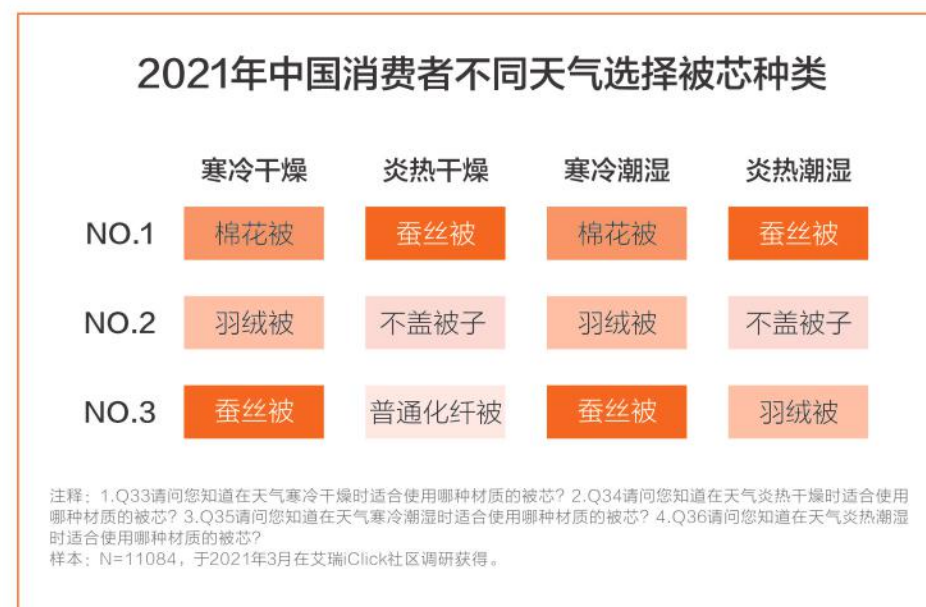 2021年中国消费者不同天气选择被芯种类
寒冷干燥 炎热干燥 寒冷潮湿 炎热潮湿
NO.1 棉花被 蚕丝被 棉花被 蚕丝被
NO.2 羽绒被 不盖被子 羽绒被 不盖被子
NO.3 蚕丝被 普通化纤被 蚕丝被 羽绒被
注释：1.Q33请问您知道在天气寒冷干燥时适合使用哪种材质的被芯？2.Q34请问您知道在天气炎热干燥时适合使用
哪种材质的被芯？3.Q35请问您知道在天气寒冷潮湿时适合使用哪种材质的被芯？4.Q36请问您知道在天气炎热潮湿
时适合使用哪种材质的被芯？
样本：N=11084，于2021年3月在艾瑞iClick社区调研获得。